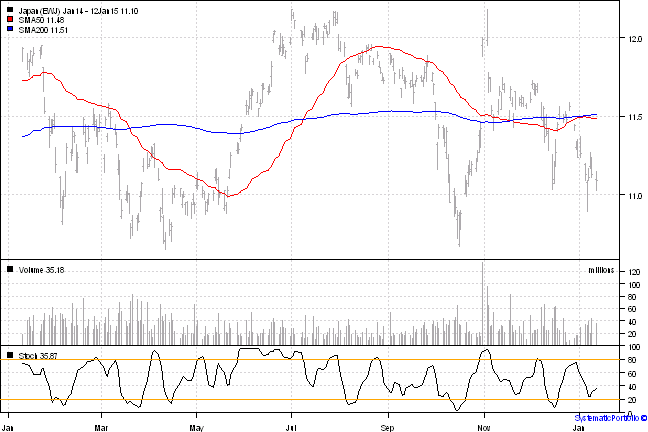 Japan (EWJ) Jan14 - 12Jan15 11.10
SMA50 11.48
SMA200 11.51
12.0
11.5
11.0
Volume 35.18
millions
120
100
80
60
40
20
0
Stoch 35.87
100
80
60
40
20
0
Jan
Mar
May
Jul
Sep
Nov
Jan
SystematicPortfolio ©